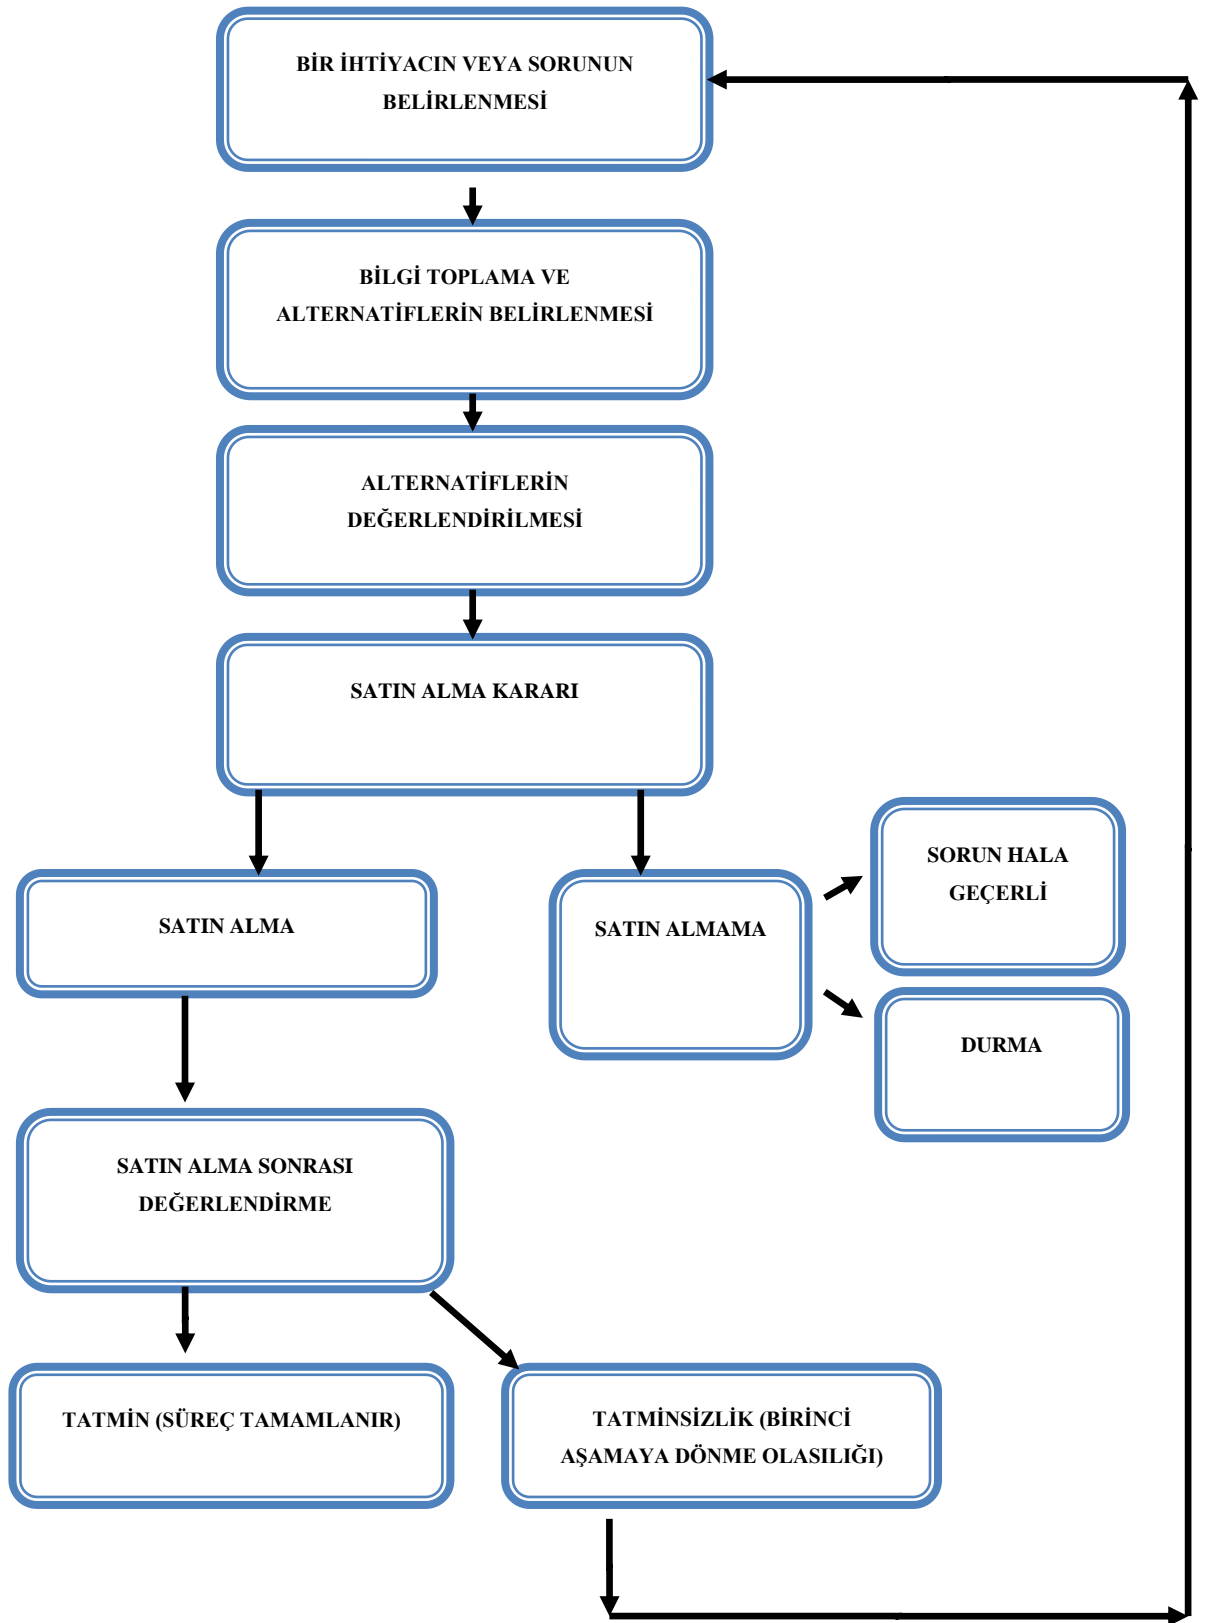 BİR İHTİYACIN VEYA SORUNUN
BELİRLENMESİ
BİLGİ TOPLAMA VE
ALTERNATİFLERİN BELİRLENMESİ
ALTERNATİFLERİN
DEĞERLENDİRİLMESİ
SATIN ALMA KARARI
SORUN HALA
GEÇERLİ
SATIN ALMA
SATIN ALMAMA
DURMA
SATIN ALMA SONRASI
DEĞERLENDİRME
TATMİN (SÜREÇ TAMAMLANIR)
TATMİNSİZLİK (BİRİNCİ
AŞAMAYA DÖNME OLASILIĞI)